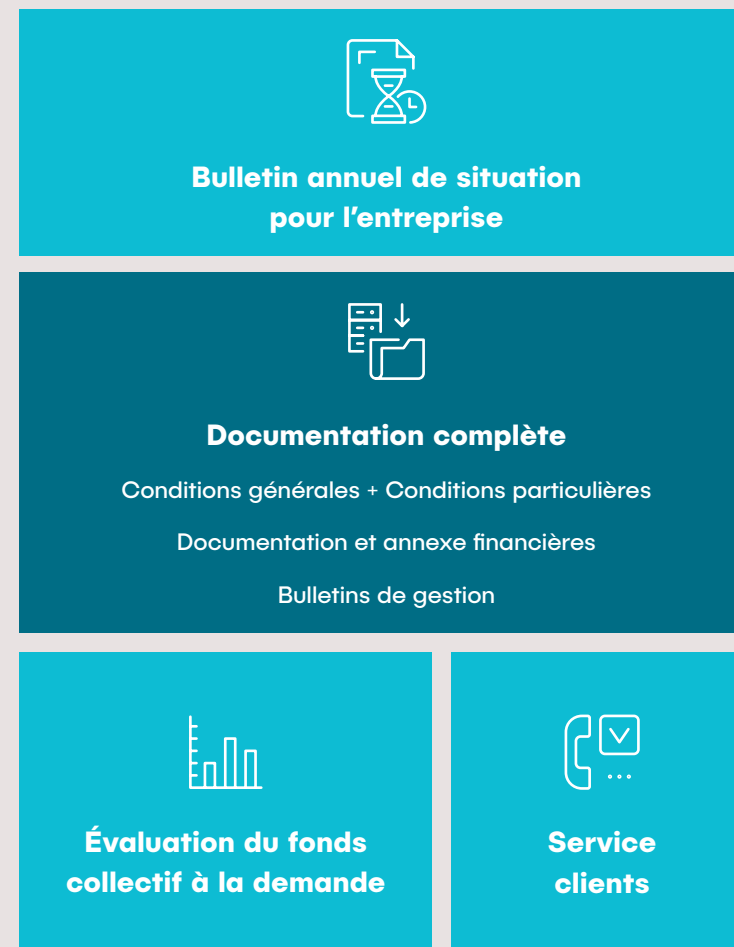 Bulletin annuel de situation
pour l'entreprise
Documentation complète
Conditions générales + Conditions particulières
Documentation et annexe financières
Bulletins de gestion
Évaluation du fonds
collectif à la demande
Service
clients